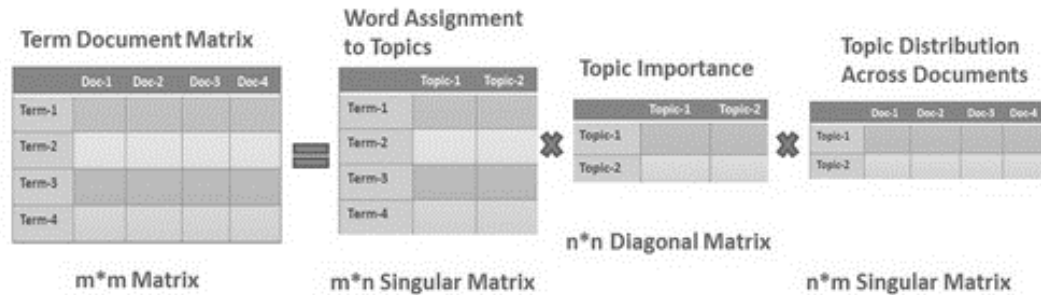 Term Document Matrix
Doc-1 Doc-2 Doc-3 Doc-4
Term-1
Term-2
Term-3
Term-4
m*m Matrix
Word Assignment
to Topics
Topic-1 Topic-2
Term-1
Term-2
Term-3
Term-4
m*n Singular Matrix
Topic Importance
Topic-1 Topic-2
Topic-1
Topic-2
n*n Diagonal Matrix
Topic Distribution
Across Documents
Doc-1 Doc-2 Doc-3 Doc-4
Topic-1
Topic-2
n*m Singular Matrix